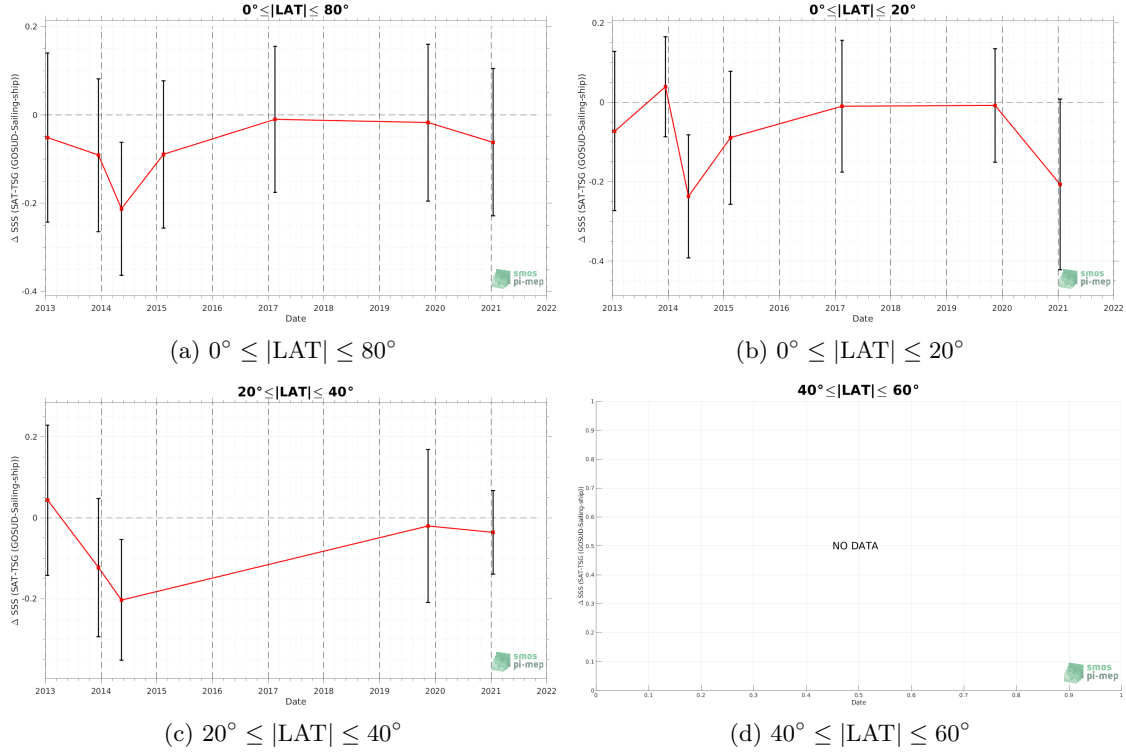 0°≤|LAT|≤ 80°
Δ SSS (SAT-TSG (GOSUD-Sailing-ship))
0.2
0
-0.2
-0.4
smos
pi-mep
2013 2014 2015 2016 2017 2018 2019 2020 2021 2022
Date
(a) 0° ≤ |LAT| ≤ 80°
0°≤|LAT|≤ 20°
Δ SSS (SAT-TSG (GOSUD-Sailing-ship))
0.2
0
-0.2
-0.4
smos
pi-mep
2013 2014 2015 2016 2017 2018 2019 2020 2021 2022
Date
(b) 0° ≤ |LAT| ≤ 20°
20°≤|LAT|≤ 40°
Δ SSS (SAT-TSG (GOSUD-Sailing-ship))
0.2
0
-0.2
smos
pi-mep
2013 2014 2015 2016 2017 2018 2019 2020 2021 2022
Date
(c) 20° ≤ |LAT| ≤ 40°
40°≤|LAT|≤ 60°
Δ SSS (SAT-TSG (GOSUD-Sailing-ship))
1
0.9
0.8
0.7
0.6
0.5
0.4
0.3
0.2
0.1
0
NO DATA
smos
pi-mep
0 0.1 0.2 0.3 0.4 0.5 0.6 0.7 0.8 0.9 1
Date
(d) 40° ≤ |LAT| ≤ 60°